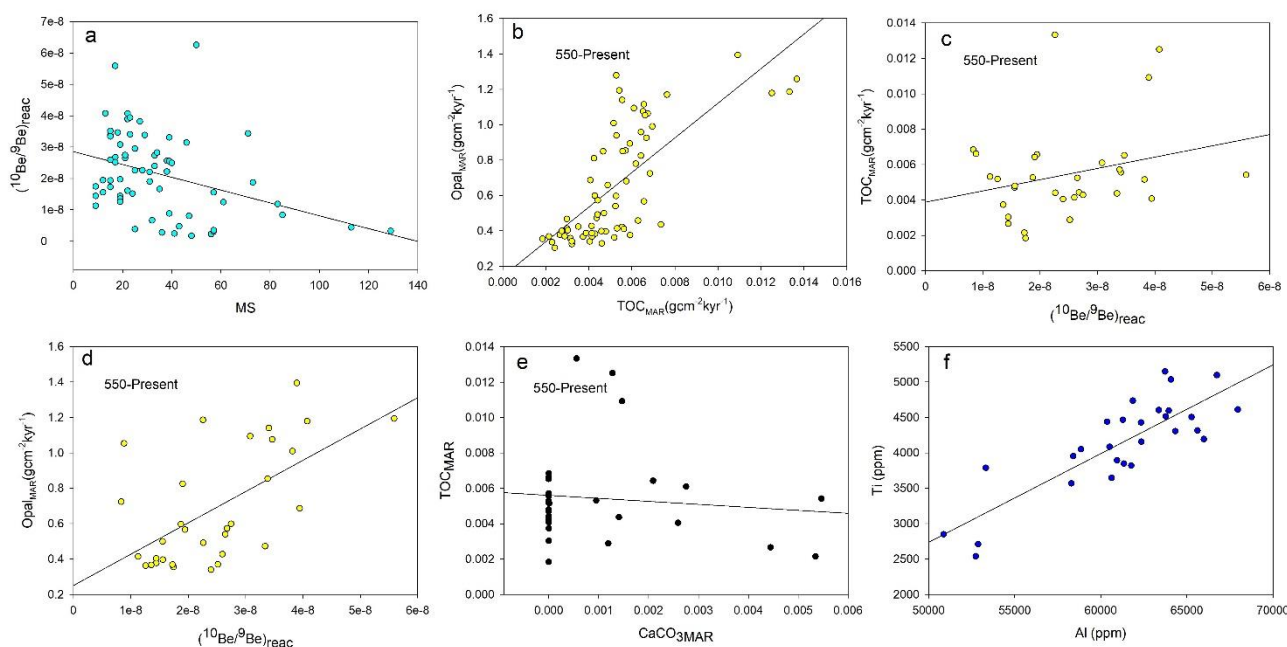 a
(¹⁰Be/⁹Be)reac
7e-8
6e-8
5e-8
4e-8
3e-8
2e-8
1e-8
0
0 20 40 60 80 100 120 140
MS
b
550-Present
OpalMAR(gcm⁻²kyr⁻¹)
1.6
1.4
1.2
1.0
0.8
0.6
0.4
0.2
0.000 0.002 0.004 0.006 0.008 0.010 0.012 0.014 0.016
TOCMAR(gcm⁻²kyr⁻¹)
c
550-Present
TOCMAR(gcm⁻²kyr⁻¹)
0.014
0.012
0.010
0.008
0.006
0.004
0.002
0.000
0 1e-8 2e-8 3e-8 4e-8 5e-8 6e-8
(¹⁰Be/⁹Be)reac
d
550-Present
OpalMAR(gcm⁻²kyr⁻¹)
1.6
1.4
1.2
1.0
0.8
0.6
0.4
0.2
0 1e-8 2e-8 3e-8 4e-8 5e-8 6e-8
(¹⁰Be/⁹Be)reac
e
550-Present
TOCMAR
0.014
0.012
0.010
0.008
0.006
0.004
0.002
0.000
0.000 0.001 0.002 0.003 0.004 0.005 0.006
CaCO3MAR
f
Ti (ppm)
5500
5000
4500
4000
3500
3000
2500
2000
50000 55000 60000 65000 70000
Al (ppm)